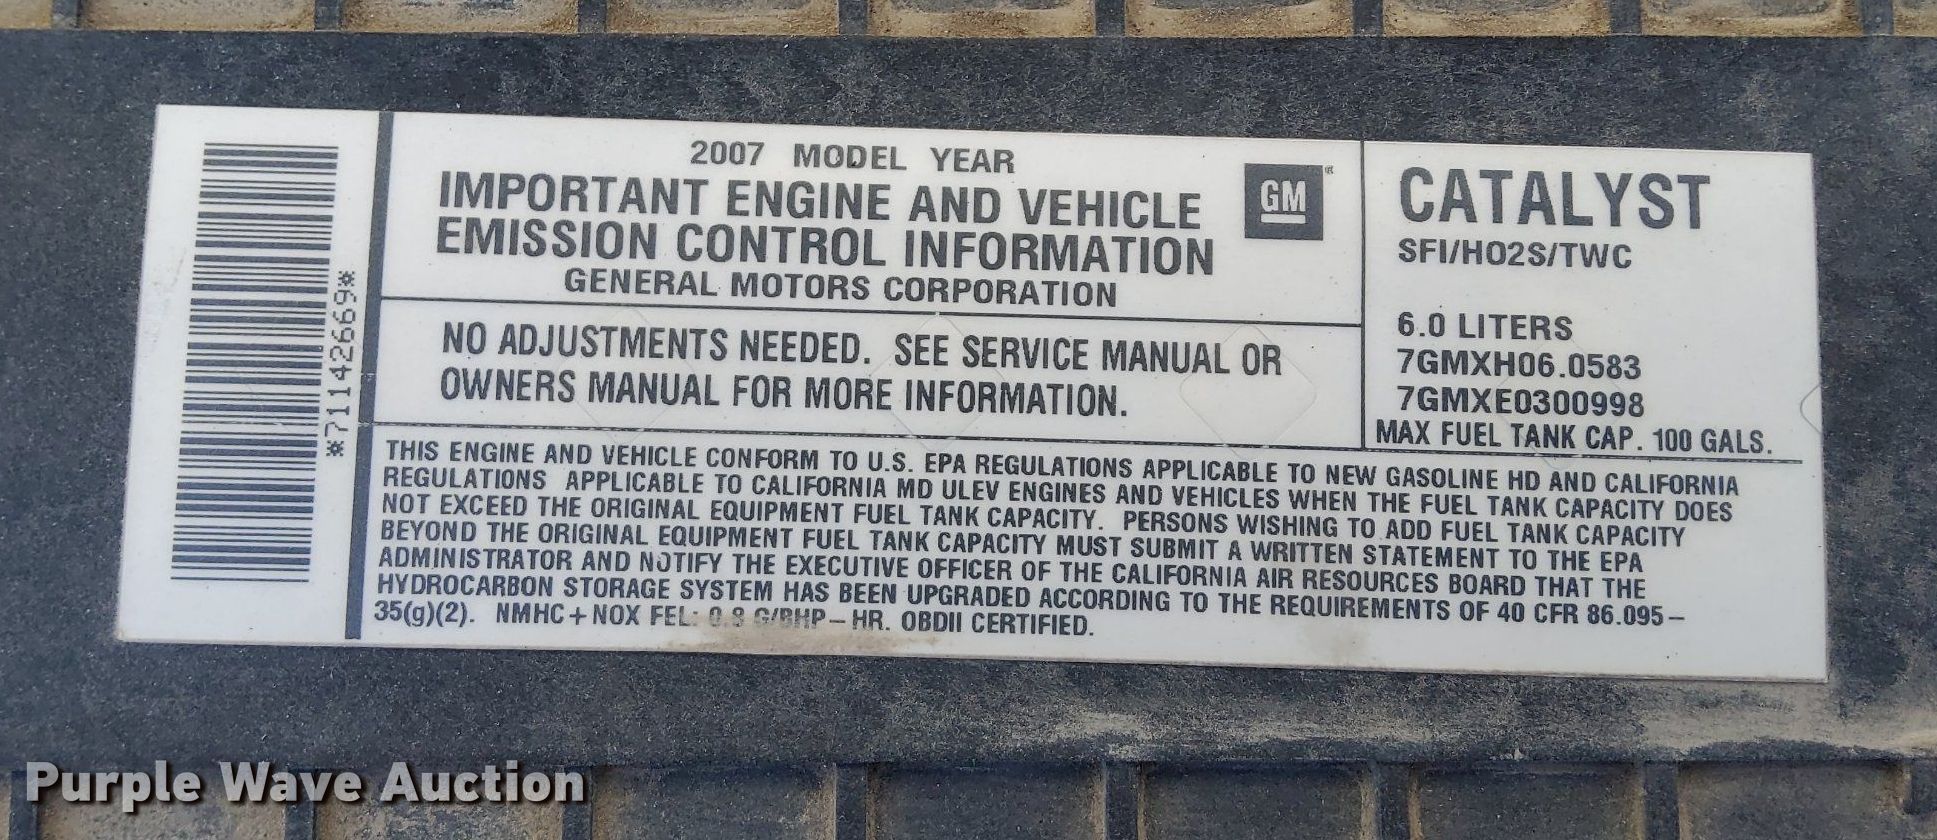 2007 MODEL YEAR
IMPORTANT ENGINE AND VEHICLE
EMISSION CONTROL INFORMATION
GENERAL MOTORS CORPORATION
GM
®
CATALYST
SFI/HO2S/TWC
6.0 LITERS
7GMXH06.0583
7GMXE0300998
MAX FUEL TANK CAP. 100 GALS.
*711142669*
NO ADJUSTMENTS NEEDED. SEE SERVICE MANUAL OR
OWNERS MANUAL FOR MORE INFORMATION.
THIS ENGINE AND VEHICLE CONFORM TO U.S. EPA REGULATIONS APPLICABLE TO NEW GASOLINE HD AND CALIFORNIA
REGULATIONS APPLICABLE TO CALIFORNIA MD ULEV ENGINES AND VEHICLES WHEN THE FUEL TANK CAPACITY DOES
NOT EXCEED THE ORIGINAL EQUIPMENT FUEL TANK CAPACITY. PERSONS WISHING TO ADD FUEL TANK CAPACITY
BEYOND THE ORIGINAL EQUIPMENT FUEL TANK CAPACITY MUST SUBMIT A WRITTEN STATEMENT TO THE EPA
ADMINISTRATOR AND NOTIFY THE EXECUTIVE OFFICER OF THE CALIFORNIA AIR RESOURCES BOARD THAT THE
HYDROCARBON STORAGE SYSTEM HAS BEEN UPGRADED ACCORDING TO THE REQUIREMENTS OF 40 CFR 86.095-
35(g)(2). NMHC+NOX FEL: G/BHP-HR. OBDII CERTIFIED.
Purple Wave Auction